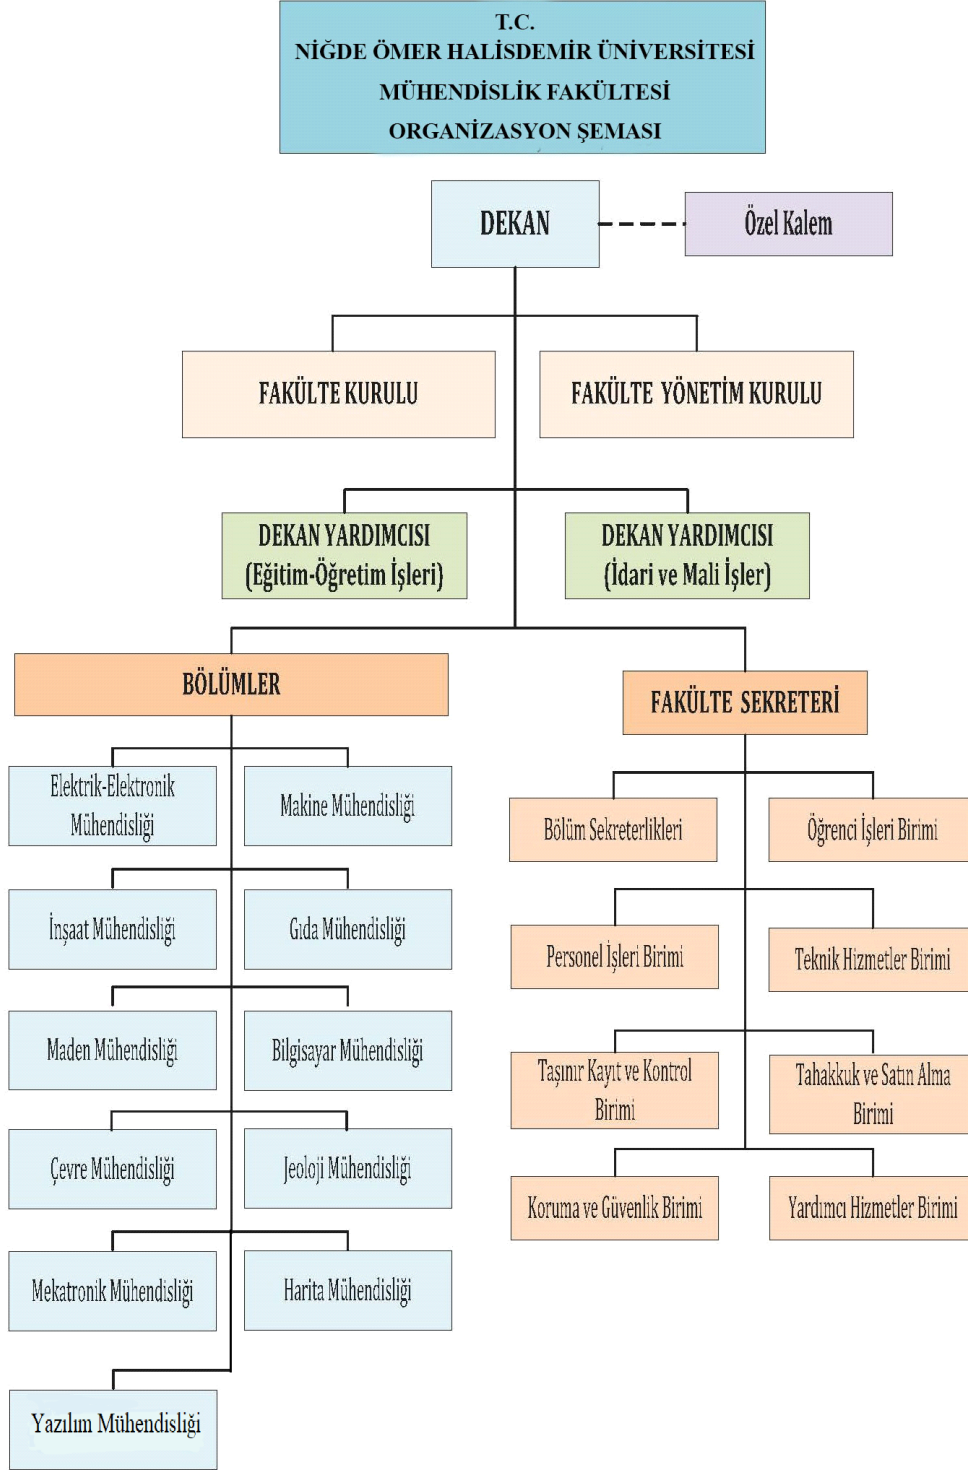 T.C.
NİĞDE ÖMER HALİSDEMİR ÜNİVERSİTESİ
MÜHENDİSLİK FAKÜLTESİ
ORGANİZASYON ŞEMASI
DEKAN
Özel Kalem
FAKÜLTE KURULU
FAKÜLTE YÖNETİM KURULU
DEKAN YARDIMCISI
(Eğitim-Öğretim İşleri)
DEKAN YARDIMCISI
(İdari ve Mali İşler)
BÖLÜMLER
Elektrik-Elektronik
Mühendisliği
Makine Mühendisliği
İnşaat Mühendisliği
Gıda Mühendisliği
Maden Mühendisliği
Bilgisayar Mühendisliği
Çevre Mühendisliği
Jeoloji Mühendisliği
Mekatronik Mühendisliği
Harita Mühendisliği
Yazılım Mühendisliği
FAKÜLTE SEKRETERİ
Bölüm Sekreterlikleri
Öğrenci İşleri Birimi
Personel İşleri Birimi
Teknik Hizmetler Birimi
Taşınır Kayıt ve Kontrol
Birimi
Tahakkuk ve Satın Alma
Birimi
Koruma ve Güvenlik Birimi
Yardımcı Hizmetler Birimi